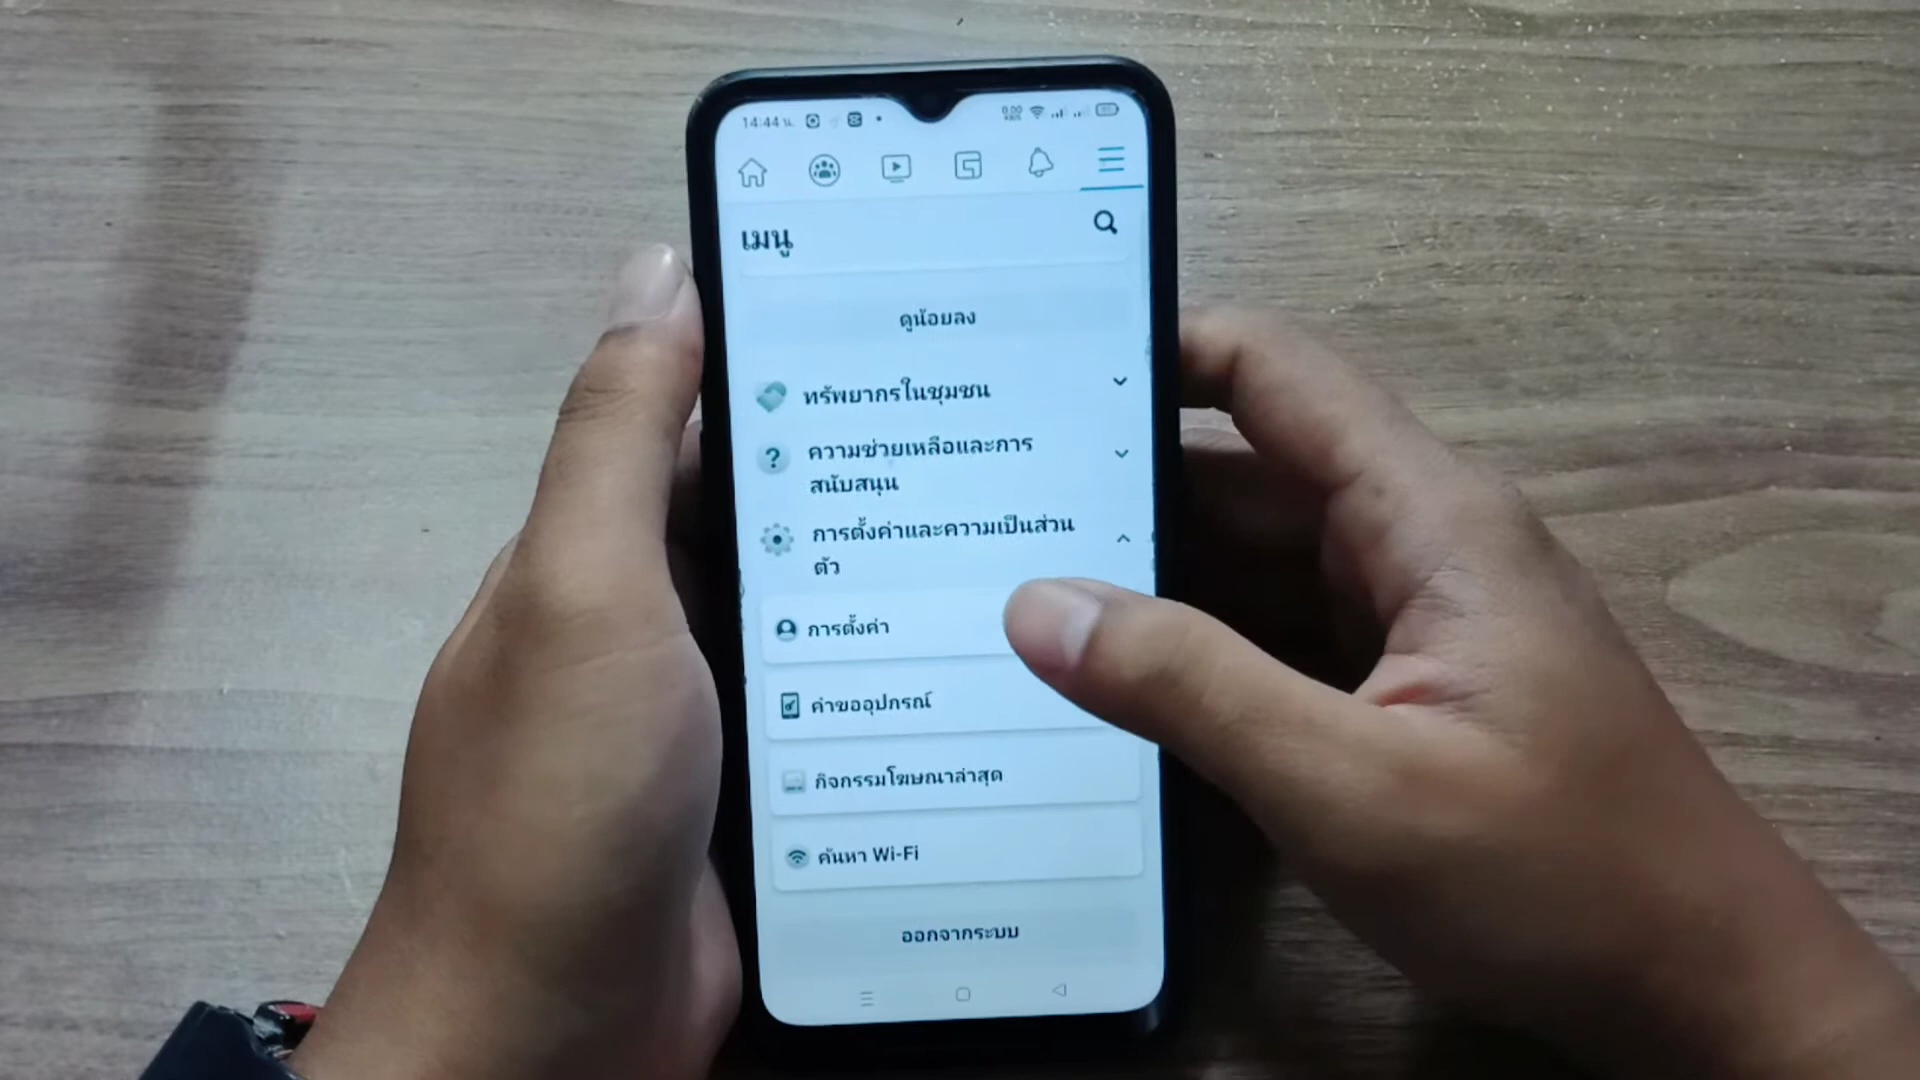 14:44 น.
0.00
KB/S
เมนู
ดูน้อยลง
ทรัพยากรในชุมชน
ความช่วยเหลือและการ
สนับสนุน
การตั้งค่าและความเป็นส่วน
ตัว
การตั้งค่า
คำขออุปกรณ์
กิจกรรมโฆษณาล่าสุด
ค้นหา Wi-Fi
ออกจากระบบ